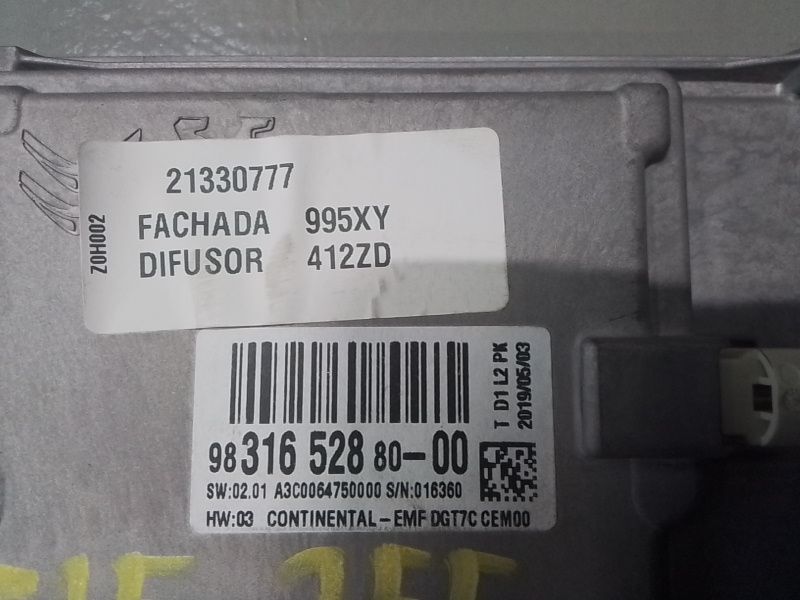 21330777
Z0H002
FACHADA 995XY
DIFUSOR 412ZD
T D1 L2 PK
2019/05/03
98 316 528 80-00
SW:02.01 A3C0064750000 S/N:016360
HW:03 CONTINENTAL-EMF DGT7C CEM00